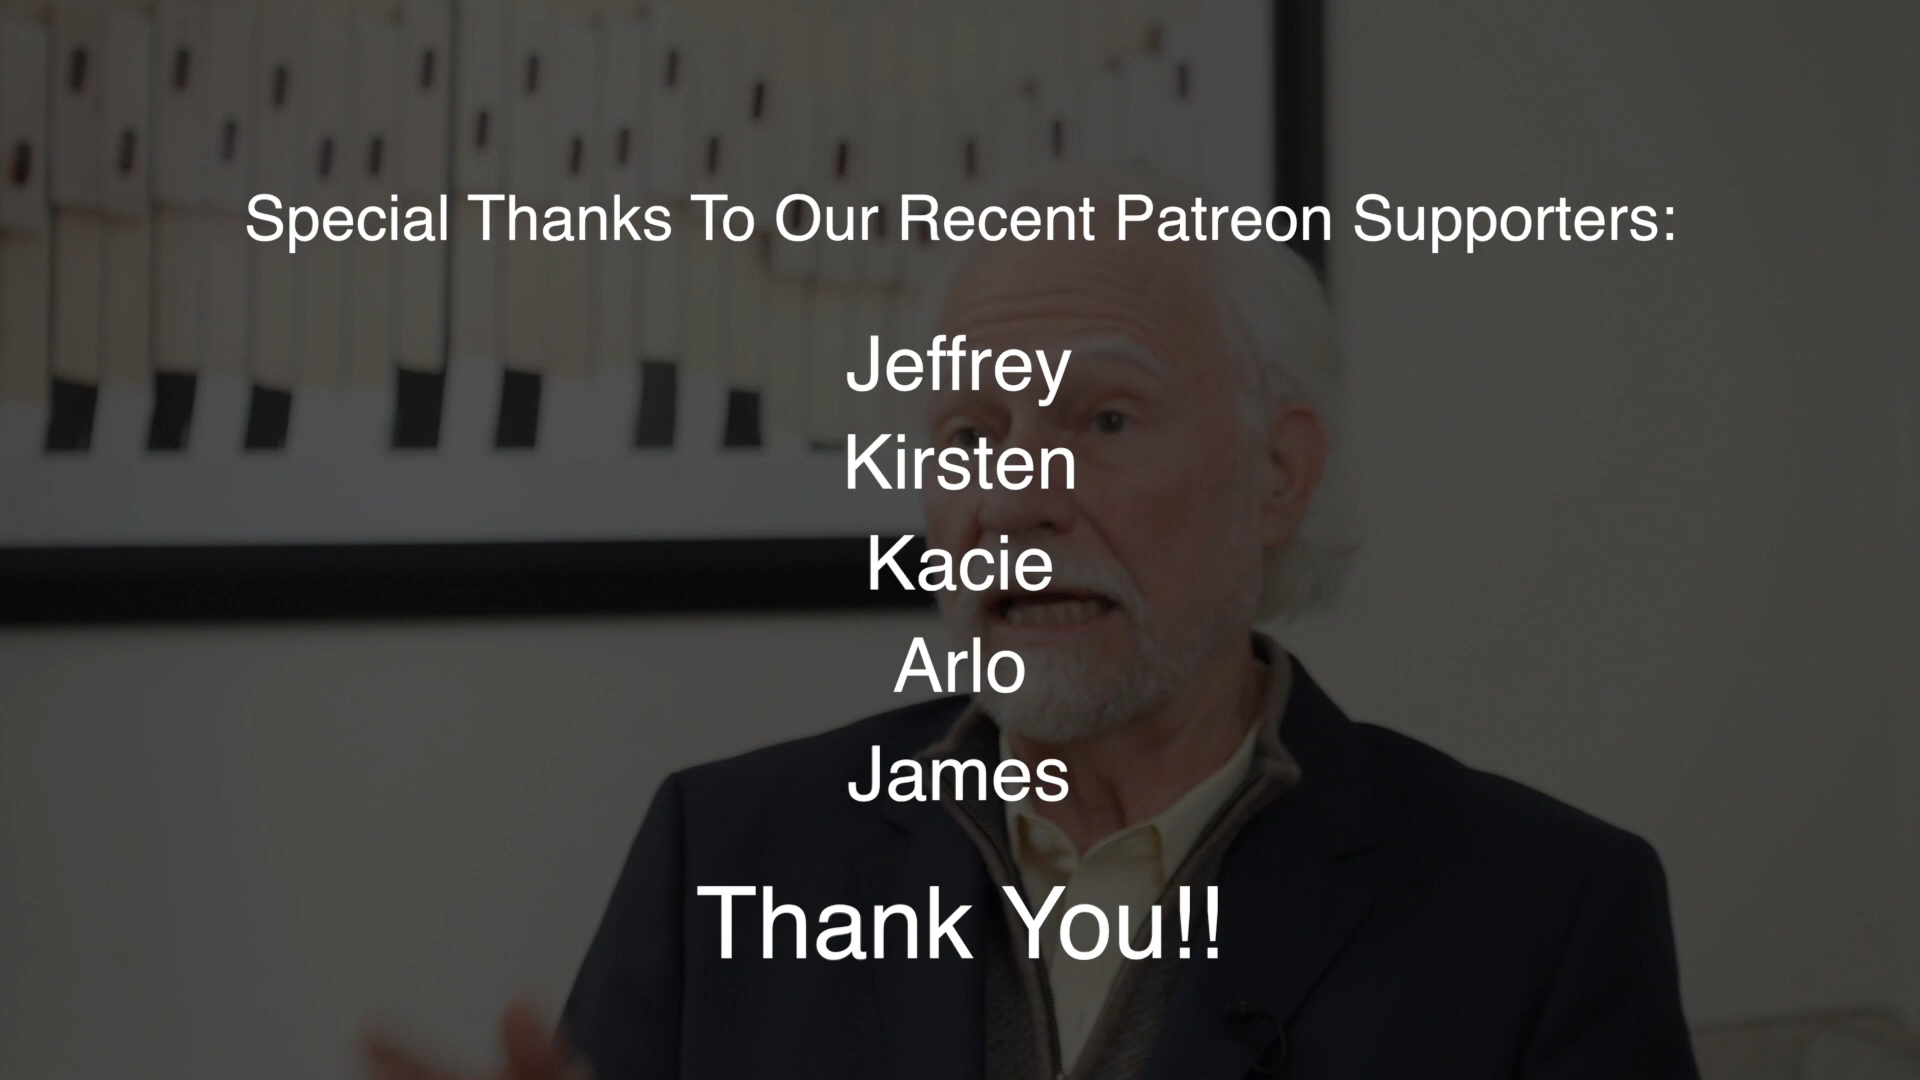 Special Thanks To Our Recent Patreon Supporters:
Jeffrey
Kirsten
Kacie
Arlo
James
Thank You!!